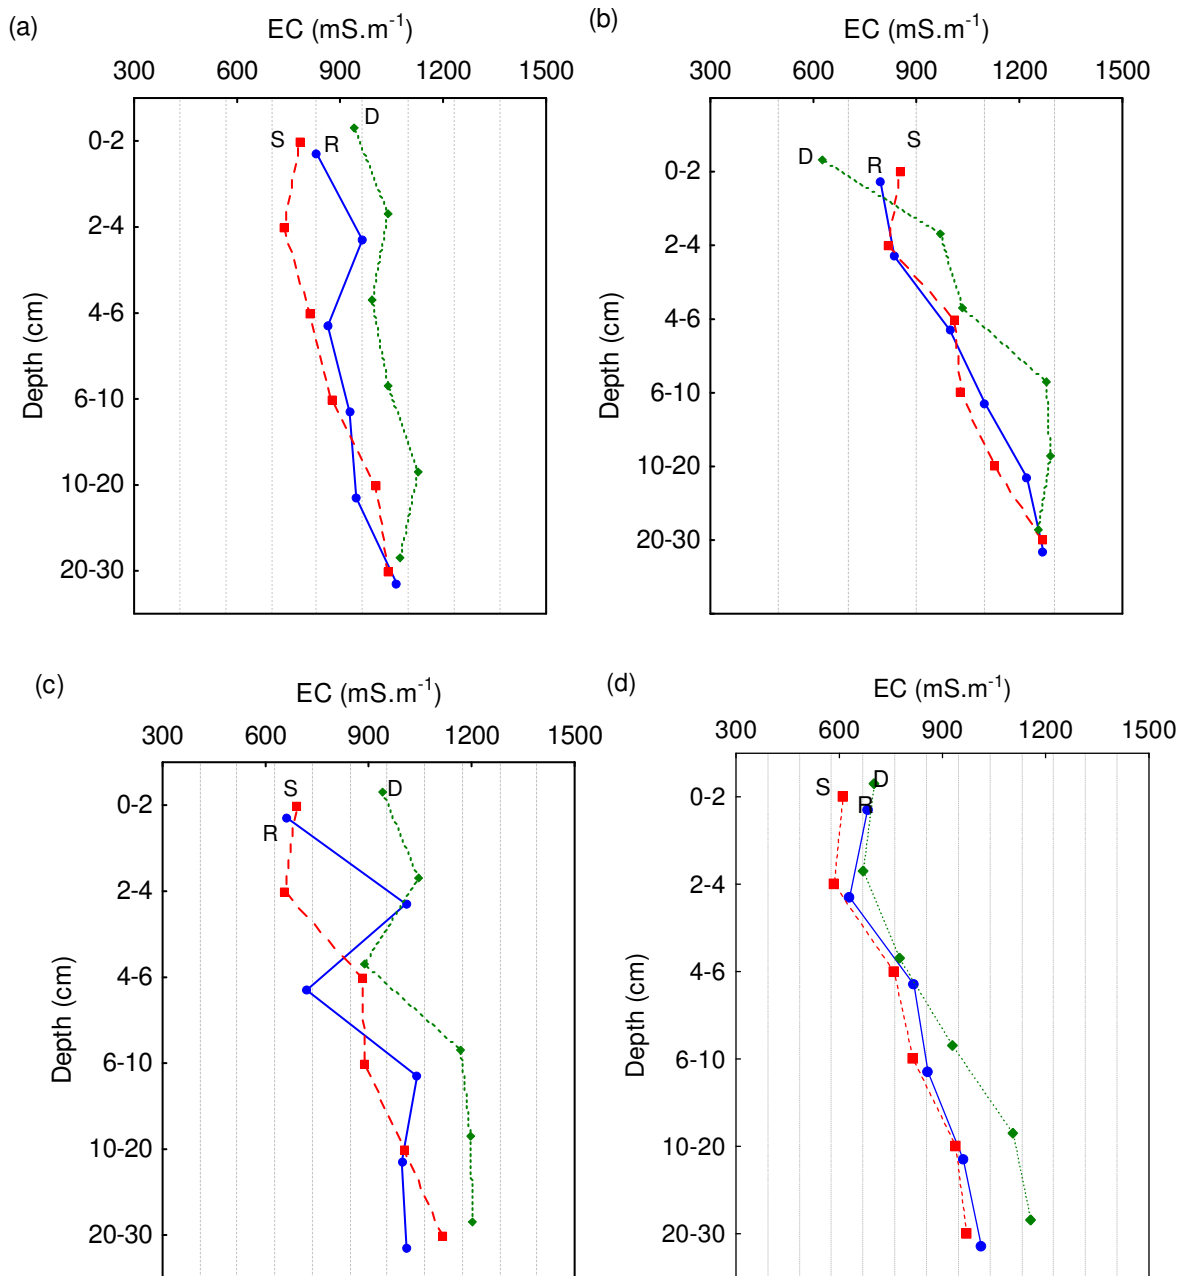 (a)
EC (mS.m⁻¹)
300 600 900 1200 1500
D
S R
0-2
2-4
4-6
6-10
10-20
20-30
Depth (cm)
(b)
EC (mS.m⁻¹)
300 600 900 1200 1500
S
D R
0-2
2-4
4-6
6-10
10-20
20-30
Depth (cm)
(c)
EC (mS.m⁻¹)
300 600 900 1200 1500
S D
R
0-2
2-4
4-6
6-10
10-20
20-30
Depth (cm)
(d)
EC (mS.m⁻¹)
300 600 900 1200 1500
S D
R
0-2
2-4
4-6
6-10
10-20
20-30
Depth (cm)